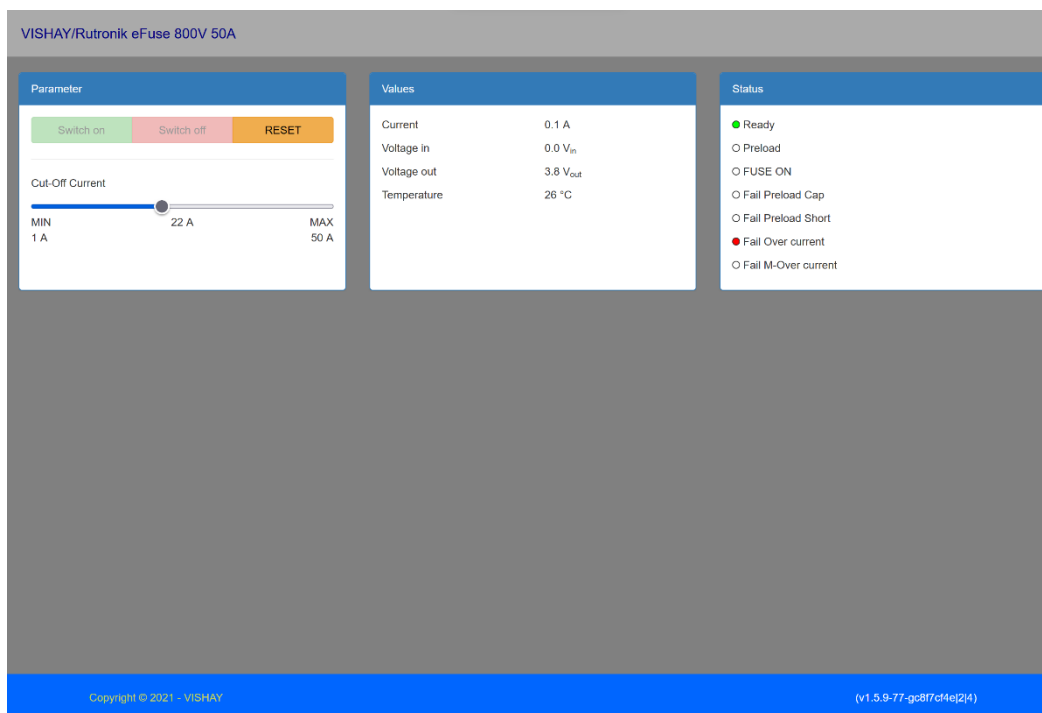 VISHAY/Rutronik eFuse 800V 50A
Parameter
Switch on Switch off RESET
Cut-Off Current
MIN 22 A MAX
1 A 50 A
Values
Current 0.1 A
Voltage in 0.0 Vin
Voltage out 3.8 Vout
Temperature 26 °C
Status
Ready
Preload
FUSE ON
Fail Preload Cap
Fail Preload Short
Fail Over current
Fail M-Over current
Copyright © 2021 - VISHAY (v1.5.9-77-gc8f7cf4e|2|4)